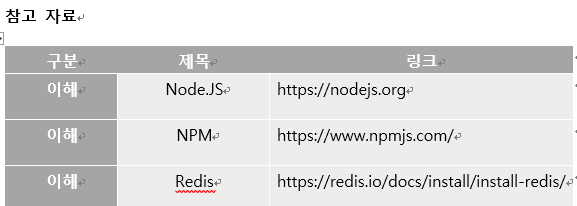 참고 자료
구분 제목 링크
이해 Node.JS https://nodejs.org
이해 NPM https://www.npmjs.com/
이해 Redis https://redis.io/docs/install/install-redis/